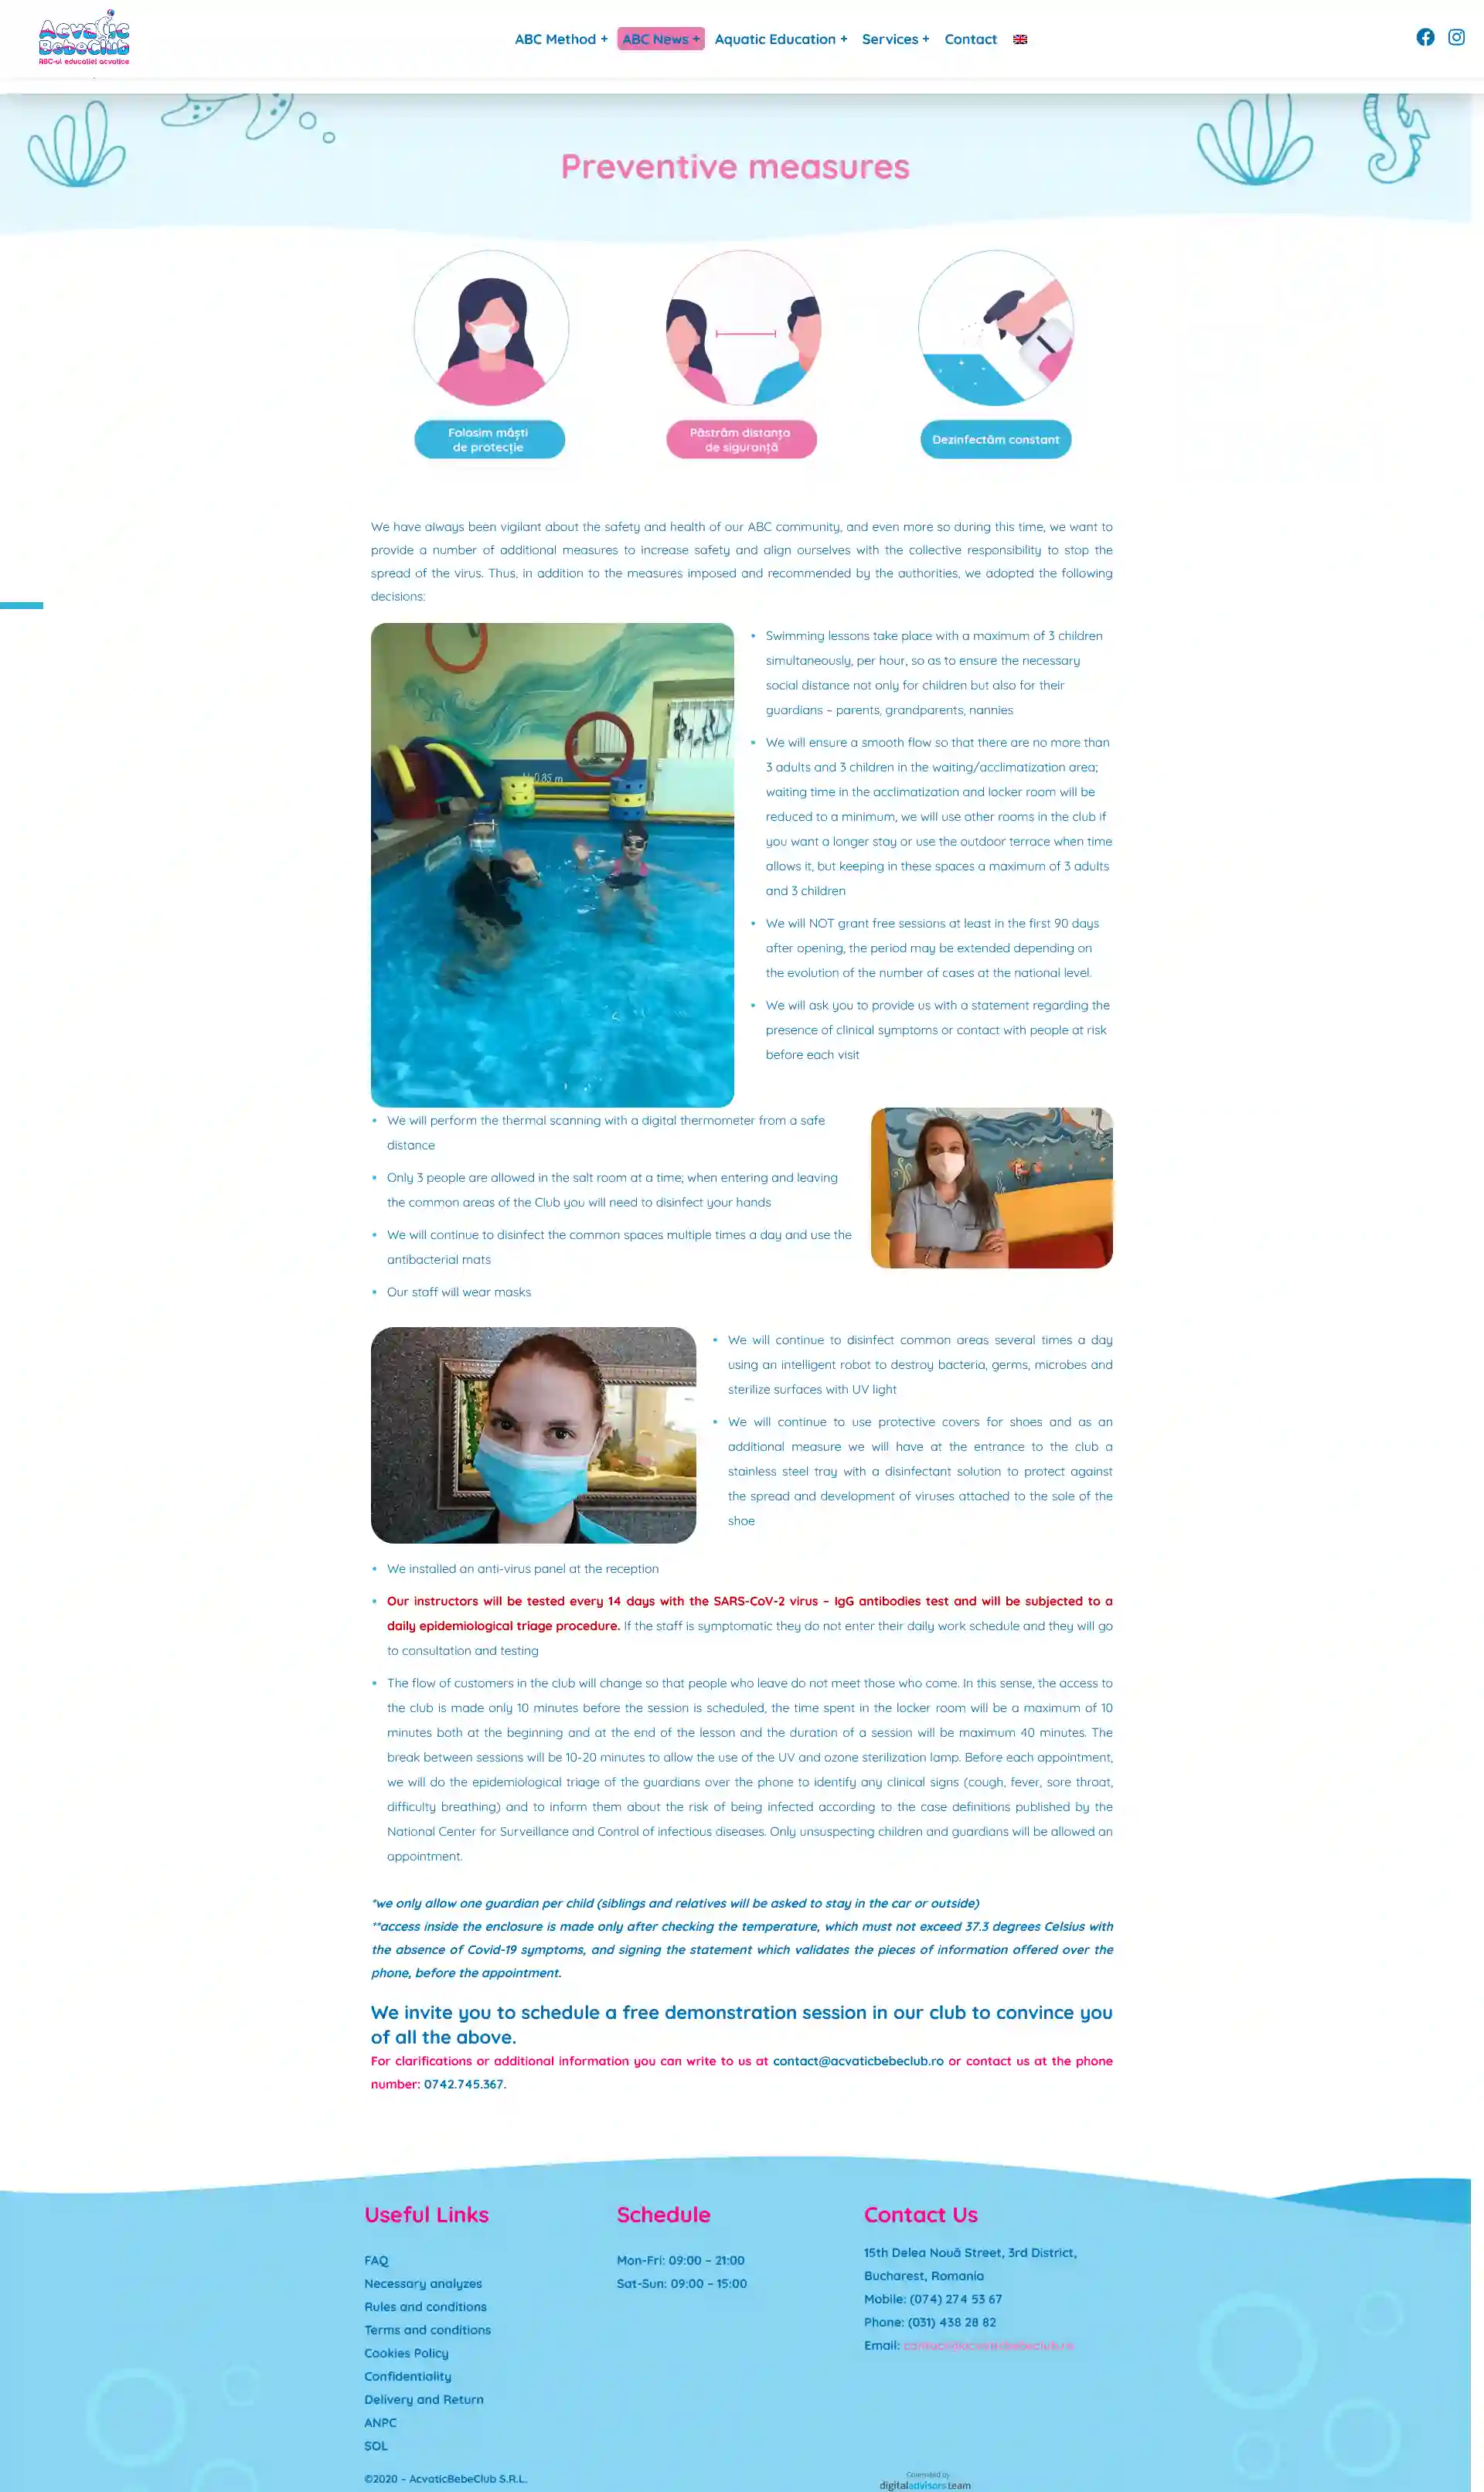 Acvatic
BebeClub
ABC-ul educației acvatice
ABC Method +
ABC News +
Aquatic Education +
Services +
Contact
Preventive measures
Folosim măști
de protecție
Păstrăm distanța
de siguranță
Dezinfectăm constant
We have always been vigilant about the safety and health of our ABC community, and even more so during this time, we want to
provide a number of additional measures to increase safety and align ourselves with the collective responsibility to stop the
spread of the virus. Thus, in addition to the measures imposed and recommended by the authorities, we adopted the following
decisions:
0.85 m
• Swimming lessons take place with a maximum of 3 children
simultaneously, per hour, so as to ensure the necessary
social distance not only for children but also for their
guardians – parents, grandparents, nannies
• We will ensure a smooth flow so that there are no more than
3 adults and 3 children in the waiting/acclimatization area;
waiting time in the acclimatization and locker room will be
reduced to a minimum, we will use other rooms in the club if
you want a longer stay or use the outdoor terrace when time
allows it, but keeping in these spaces a maximum of 3 adults
and 3 children
• We will NOT grant free sessions at least in the first 90 days
after opening, the period may be extended depending on
the evolution of the number of cases at the national level.
• We will ask you to provide us with a statement regarding the
presence of clinical symptoms or contact with people at risk
before each visit
• We will perform the thermal scanning with a digital thermometer from a safe
distance
• Only 3 people are allowed in the salt room at a time; when entering and leaving
the common areas of the Club you will need to disinfect your hands
• We will continue to disinfect the common spaces multiple times a day and use the
antibacterial mats
• Our staff will wear masks
• We will continue to disinfect common areas several times a day
using an intelligent robot to destroy bacteria, germs, microbes and
sterilize surfaces with UV light
• We will continue to use protective covers for shoes and as an
additional measure we will have at the entrance to the club a
stainless steel tray with a disinfectant solution to protect against
the spread and development of viruses attached to the sole of the
shoe
• We installed an anti-virus panel at the reception
• Our instructors will be tested every 14 days with the SARS-CoV-2 virus – IgG antibodies test and will be subjected to a
daily epidemiological triage procedure. If the staff is symptomatic they do not enter their daily work schedule and they will go
to consultation and testing
• The flow of customers in the club will change so that people who leave do not meet those who come. In this sense, the access to
the club is made only 10 minutes before the session is scheduled, the time spent in the locker room will be a maximum of 10
minutes both at the beginning and at the end of the lesson and the duration of a session will be maximum 40 minutes. The
break between sessions will be 10-20 minutes to allow the use of the UV and ozone sterilization lamp. Before each appointment,
we will do the epidemiological triage of the guardians over the phone to identify any clinical signs (cough, fever, sore throat,
difficulty breathing) and to inform them about the risk of being infected according to the case definitions published by the
National Center for Surveillance and Control of infectious diseases. Only unsuspecting children and guardians will be allowed an
appointment.
*we only allow one guardian per child (siblings and relatives will be asked to stay in the car or outside)
**access inside the enclosure is made only after checking the temperature, which must not exceed 37.3 degrees Celsius with
the absence of Covid-19 symptoms, and signing the statement which validates the pieces of information offered over the
phone, before the appointment.
We invite you to schedule a free demonstration session in our club to convince you
of all the above.
For clarifications or additional information you can write to us at contact@acvaticbebeclub.ro or contact us at the phone
number: 0742.745.367.
Useful Links
FAQ
Necessary analyzes
Rules and conditions
Terms and conditions
Cookies Policy
Confidentiality
Delivery and Return
ANPC
SOL
©2020 – AcvaticBebeClub S.R.L.
Schedule
Mon-Fri: 09:00 – 21:00
Sat-Sun: 09:00 – 15:00
Contact Us
15th Delea Nouă Street, 3rd District,
Bucharest, Romania
Mobile: (074) 274 53 67
Phone: (031) 438 28 82
Email:
digitaladvisors.team